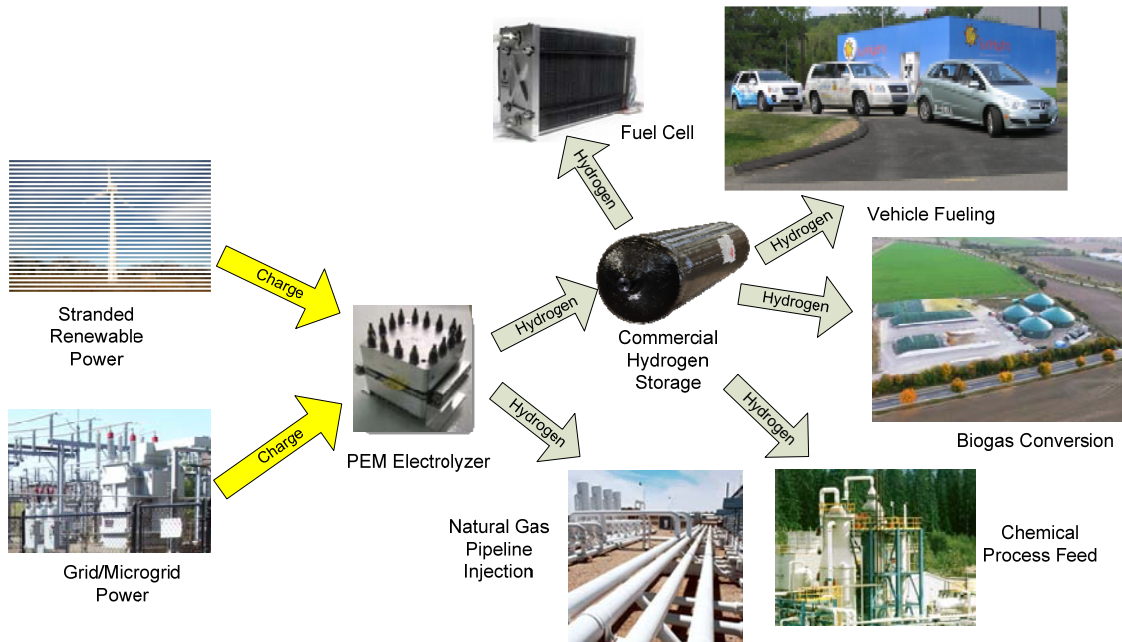 Fuel Cell
Vehicle Fueling
Stranded
Renewable
Power
Charge
Hydrogen
Hydrogen
Hydrogen
Hydrogen
Commercial
Hydrogen
Storage
Charge
PEM Electrolyzer
Hydrogen
Hydrogen
Biogas Conversion
Grid/Microgrid
Power
Natural Gas
Pipeline
Injection
Chemical
Process Feed